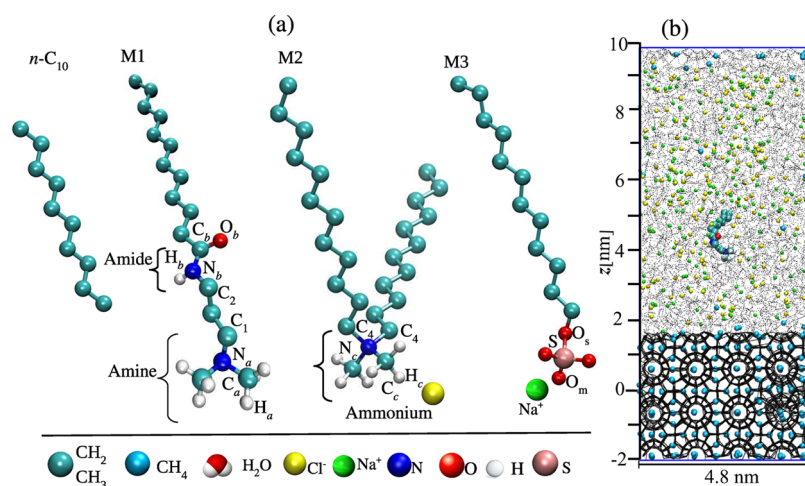 (a)
(b)
n-C10
M1
M2
M3
Cb
Ob
Amide
Hb
Nb
C2
C1
Na
Amine
Ca
Ha
C4
C4
Nc
Hc
Cc
Ammonium
S
Os
Om
Na+
10
8
6
z[nm]
4
2
0
-2
4.8 nm
CH2
CH3
CH4
H2O
Cl-
Na+
N
O
H
S